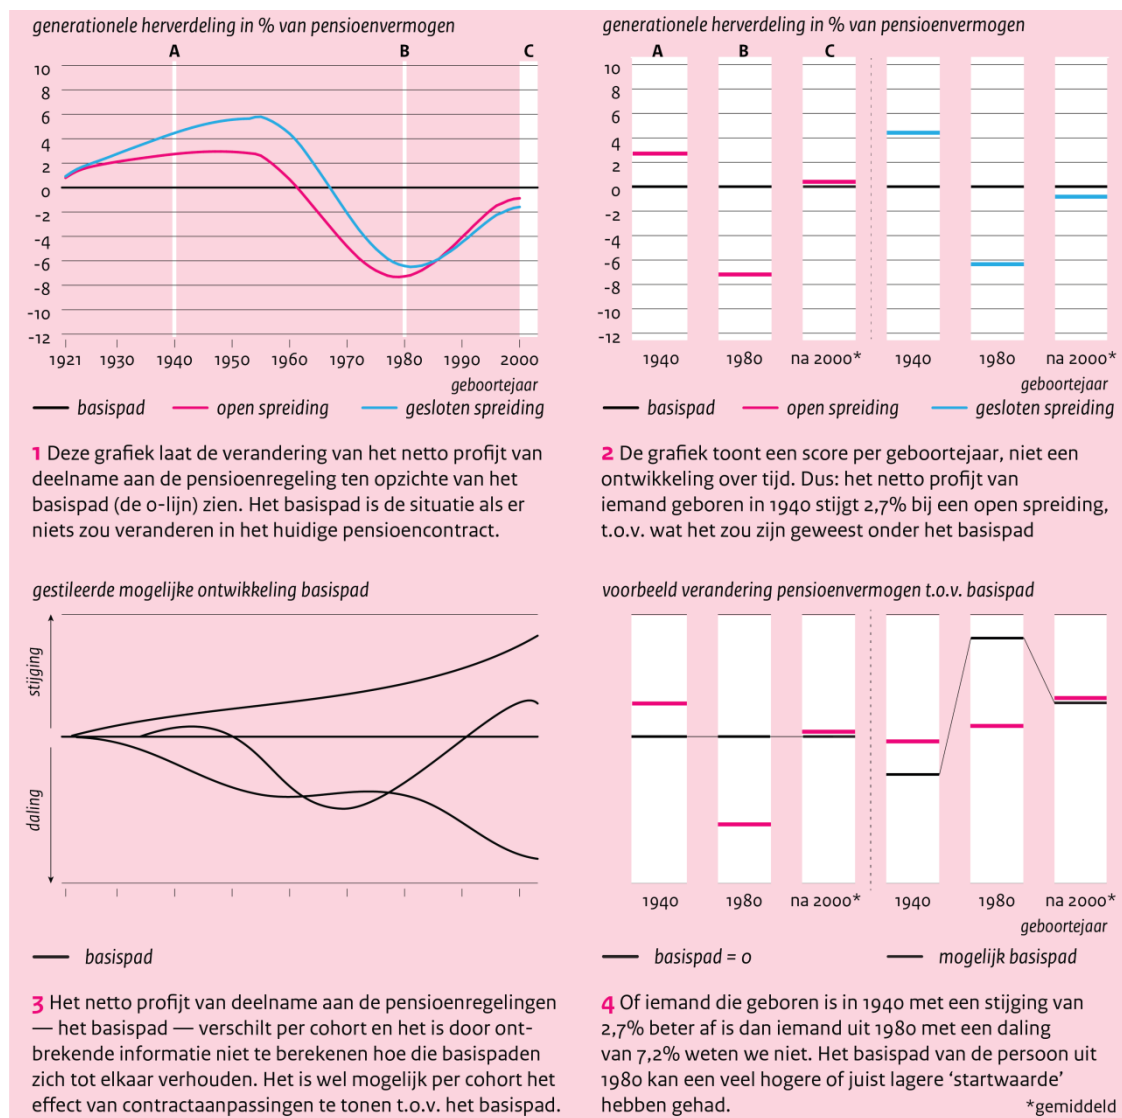 generationele herverdeling in % van pensioenvermogen
A B C
10
8
6
4
2
0
-2
-4
-6
-8
-10
-12
1921 1930 1940 1950 1960 1970 1980 1990 2000
geboortejaar
basispad open spreiding gesloten spreiding
1 Deze grafiek laat de verandering van het netto profijt van
deelname aan de pensioenregeling ten opzichte van het
basispad (de 0-lijn) zien. Het basispad is de situatie als er
niets zou veranderen in het huidige pensioencontract.
generationele herverdeling in % van pensioenvermogen
A B C
10
8
6
4
2
0
-2
-4
-6
-8
-10
-12
1940 1980 na 2000* 1940 1980 na 2000*
geboortejaar
basispad open spreiding gesloten spreiding
2 De grafiek toont een score per geboortejaar, niet een
ontwikkeling over tijd. Dus: het netto profijt van
iemand geboren in 1940 stijgt 2,7% bij een open spreiding,
t.o.v. wat het zou zijn geweest onder het basispad
gestileerde mogelijke ontwikkeling basispad
stijging
daling
basispad
3 Het netto profijt van deelname aan de pensioenregelingen
— het basispad — verschilt per cohort en het is door ont-
brekende informatie niet te berekenen hoe die basispaden
zich tot elkaar verhouden. Het is wel mogelijk per cohort het
effect van contractaanpassingen te tonen t.o.v. het basispad.
voorbeeld verandering pensioenvermogen t.o.v. basispad
1940 1980 na 2000* 1940 1980 na 2000*
geboortejaar
basispad = 0 mogelijk basispad
4 Of iemand die geboren is in 1940 met een stijging van
2,7% beter af is dan iemand uit 1980 met een daling
van 7,2% weten we niet. Het basispad van de persoon uit
1980 kan een veel hogere of juist lagere ‘startwaarde’
hebben gehad. *gemiddeld